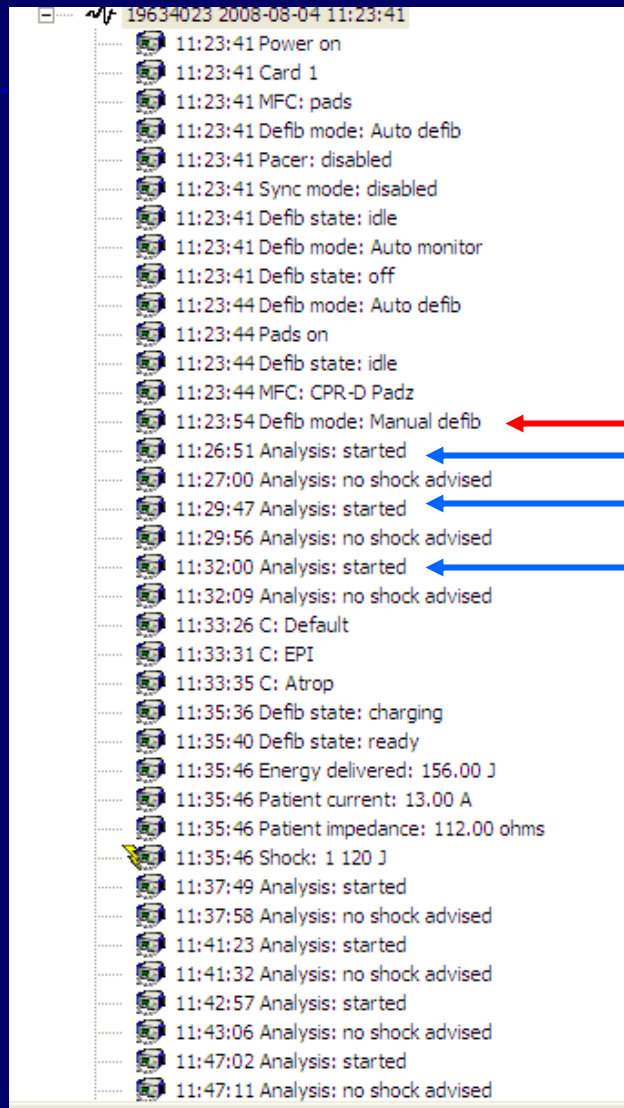 19634023 2008-08-04 11:23:41
11:23:41 Power on
11:23:41 Card 1
11:23:41 MFC: pads
11:23:41 Defib mode: Auto defib
11:23:41 Pacer: disabled
11:23:41 Sync mode: disabled
11:23:41 Defib state: idle
11:23:41 Defib mode: Auto monitor
11:23:41 Defib state: off
11:23:44 Defib mode: Auto defib
11:23:44 Pads on
11:23:44 Defib state: idle
11:23:44 MFC: CPR-D Padz
11:23:54 Defib mode: Manual defib
11:26:51 Analysis: started
11:27:00 Analysis: no shock advised
11:29:47 Analysis: started
11:29:56 Analysis: no shock advised
11:32:00 Analysis: started
11:32:09 Analysis: no shock advised
11:33:26 C: Default
11:33:31 C: EPI
11:33:35 C: Atrop
11:35:36 Defib state: charging
11:35:40 Defib state: ready
11:35:46 Energy delivered: 156.00 J
11:35:46 Patient current: 13.00 A
11:35:46 Patient impedance: 112.00 ohms
11:35:46 Shock: 1 120 J
11:37:49 Analysis: started
11:37:58 Analysis: no shock advised
11:41:23 Analysis: started
11:41:32 Analysis: no shock advised
11:42:57 Analysis: started
11:43:06 Analysis: no shock advised
11:47:02 Analysis: started
11:47:11 Analysis: no shock advised